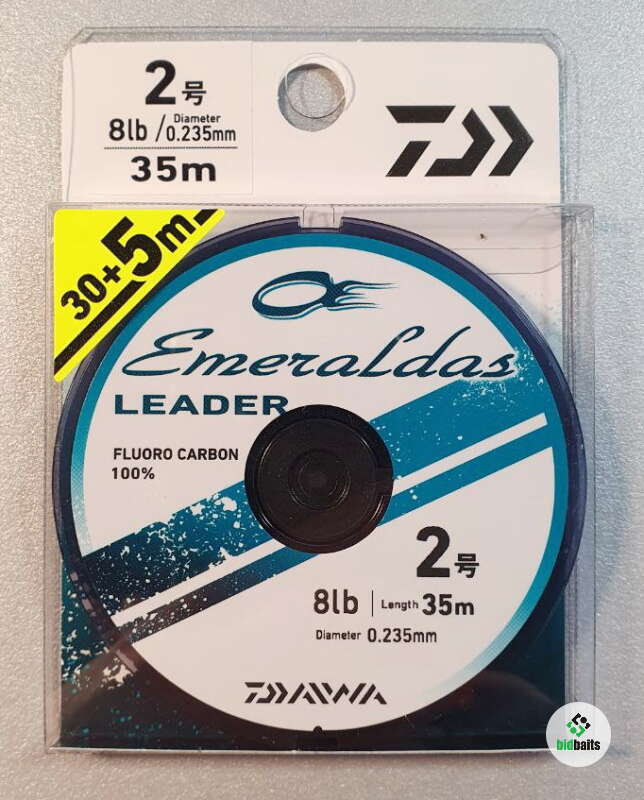 2号
8lb / Diameter 0.235mm
35m
30+5m
Emeraldas
LEADER
FLUORO CARBON
100%
2号
8lb Length 35m
Diameter 0.235mm
DAIWA
bidbaits